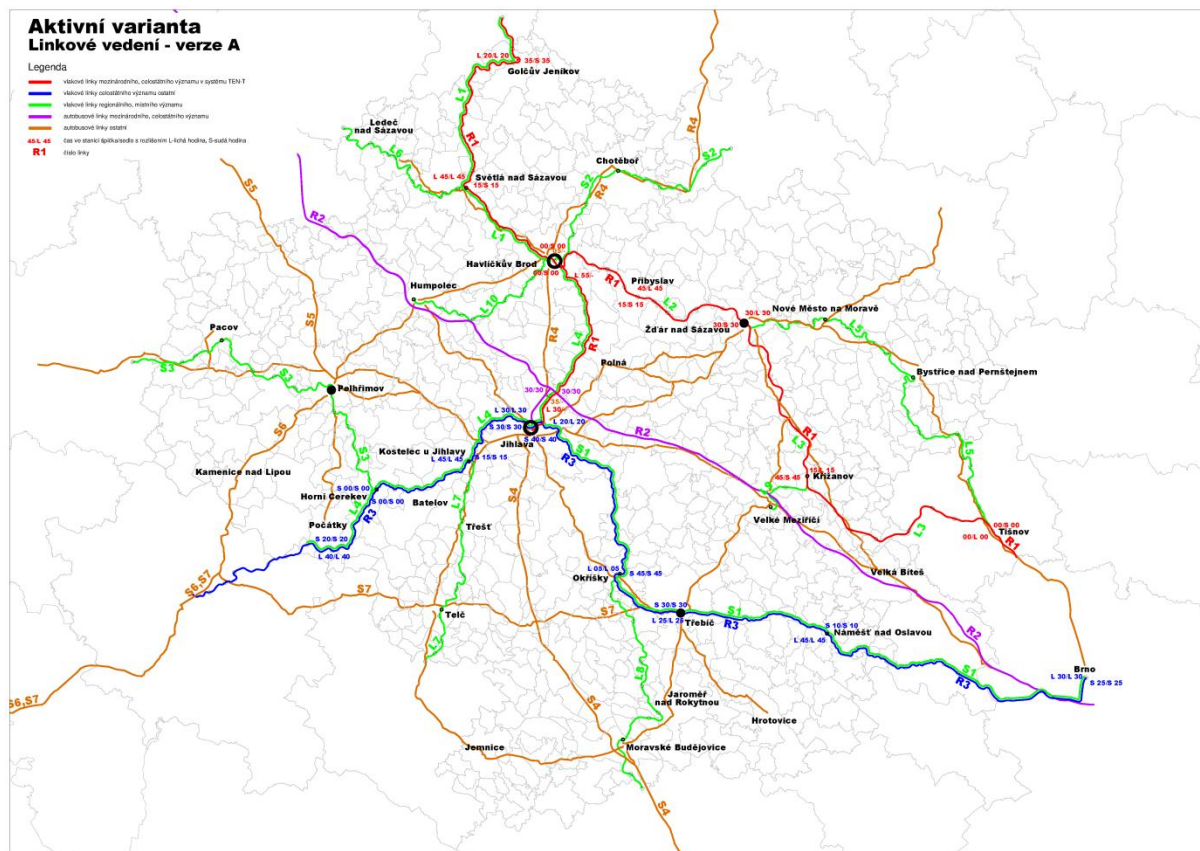 Aktivní varianta
Linkové vedení - verze A
Legenda
vlakové linky mezinárodního, celostátního významu v systému TEN-T
vlakové linky celostátního významu ostatní
vlakové linky regionálního, místního významu
autobusové linky mezinárodního, celostátního významu
autobusové linky ostatní
45/L 45 čas ve stanici špička/sedlo s rozlišením L-lichá hodina, S-sudá hodina
R1 číslo linky
L 20/L 20
35/S 35
Golčův Jeníkov
L1
R1
Ledeč
nad Sázavou
L6
R4
Chotěboř
S2
S2
R4
S5
L 45/L 45
Světlá nad Sázavou
15/S 15
R2
L1
00/S 00
Havlíčkův Brod
00/S 00
L 55/-
R1
Přibyslav
45/L 45
15/S 15
L2
Humpolec
L10
S5
R4
L4
R1
30/L 30
30/S 30
Žďár nad Sázavou
Nové Město na Moravě
L5
Pacov
S3
S3
Pelhřimov
Polná
Bystřice nad Pernštejnem
30/30
30/30
35/-
L 30/-
L4
L 30/L 30
S 30/S 30
L 20/L 20
S 40/S 40
Jihlava
R2
R1
L3
S6
S3
Kostelec u Jihlavy
L 45/L 45
S 15/S 15
S1
R3
L5
Kamenice nad Lipou
15/L 15
45/S 45
Křižanov
L9
S 00/S 00
Horní Cerekev
S 00/S 00
L4
R3
Batelov
L7
S4
Velké Meziříčí
Počátky
Třešť
S 20/S 20
L 40/L 40
L3
00/S 00
Tišnov
00/L 00
R1
L 05/L 05
S 45/S 45
Okříšky
Velká Bíteš
S6,S7
S7
S7
Telč
S 30/S 30
L 25/L 25
Třebíč
S1
R3
S 10/S 10
L 45/L 45
Náměšť nad Oslavou
R2
L7
L8
S1
R3
Brno
L 30/L 30
S 25/S 25
S6,S7
S4
Jaroměř
nad Rokytnou
Hrotovice
Jemnice
Moravské Budějovice
S4